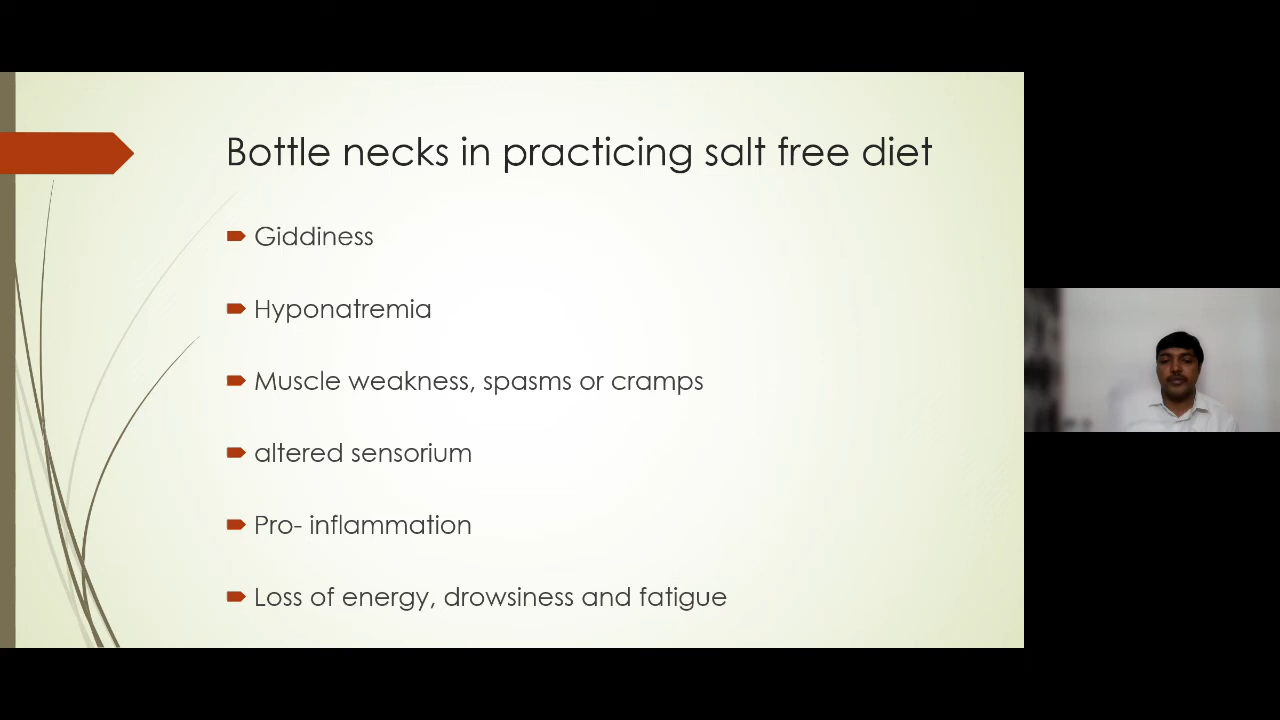 Bottle necks in practicing salt free diet
Giddiness
Hyponatremia
Muscle weakness, spasms or cramps
altered sensorium
Pro- inflammation
Loss of energy, drowsiness and fatigue